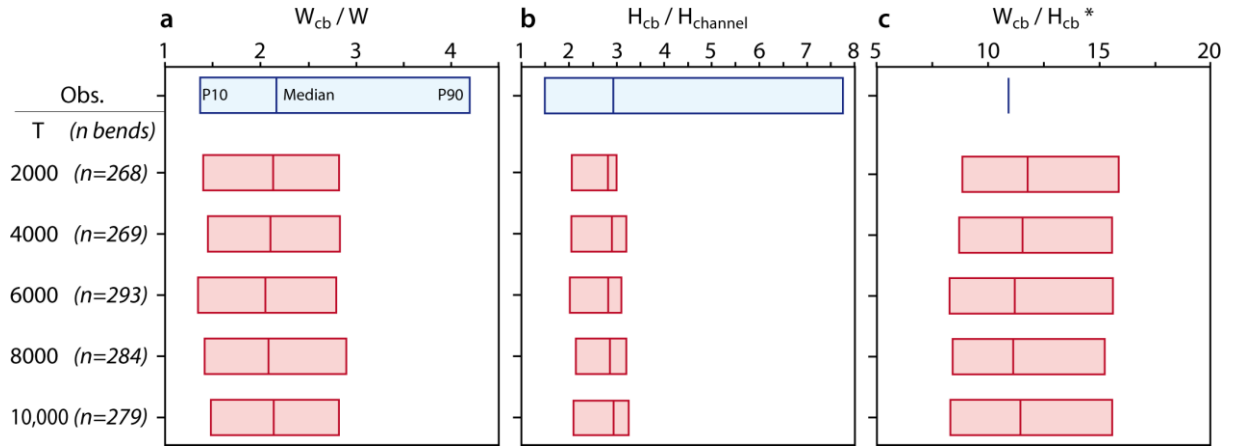 a W_cb / W b H_cb / H_channel c W_cb / H_cb *
1 2 3 4 1 2 3 4 5 6 7 8 5 10 15 20
Obs. P10 Median P90
T (n bends)
2000 (n=268)
4000 (n=269)
6000 (n=293)
8000 (n=284)
10,000 (n=279)